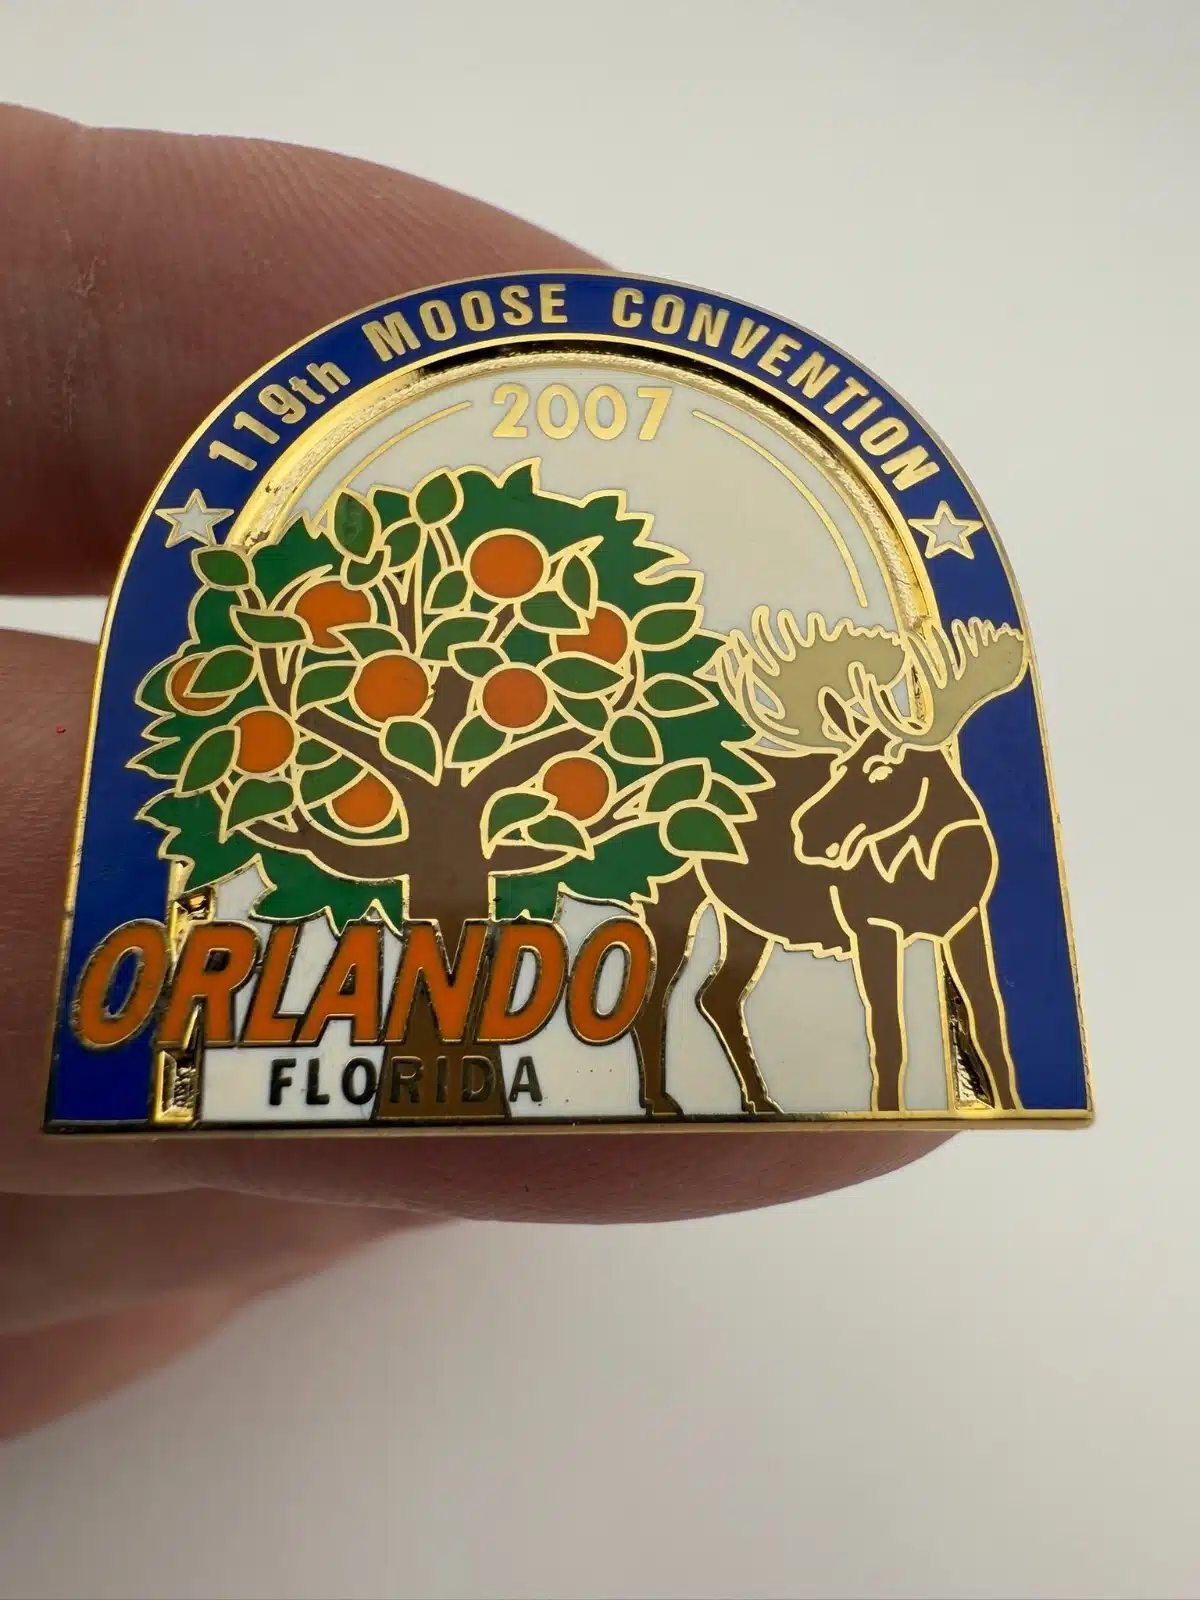 119th MOOSE CONVENTION
2007
ORLANDO
FLORIDA